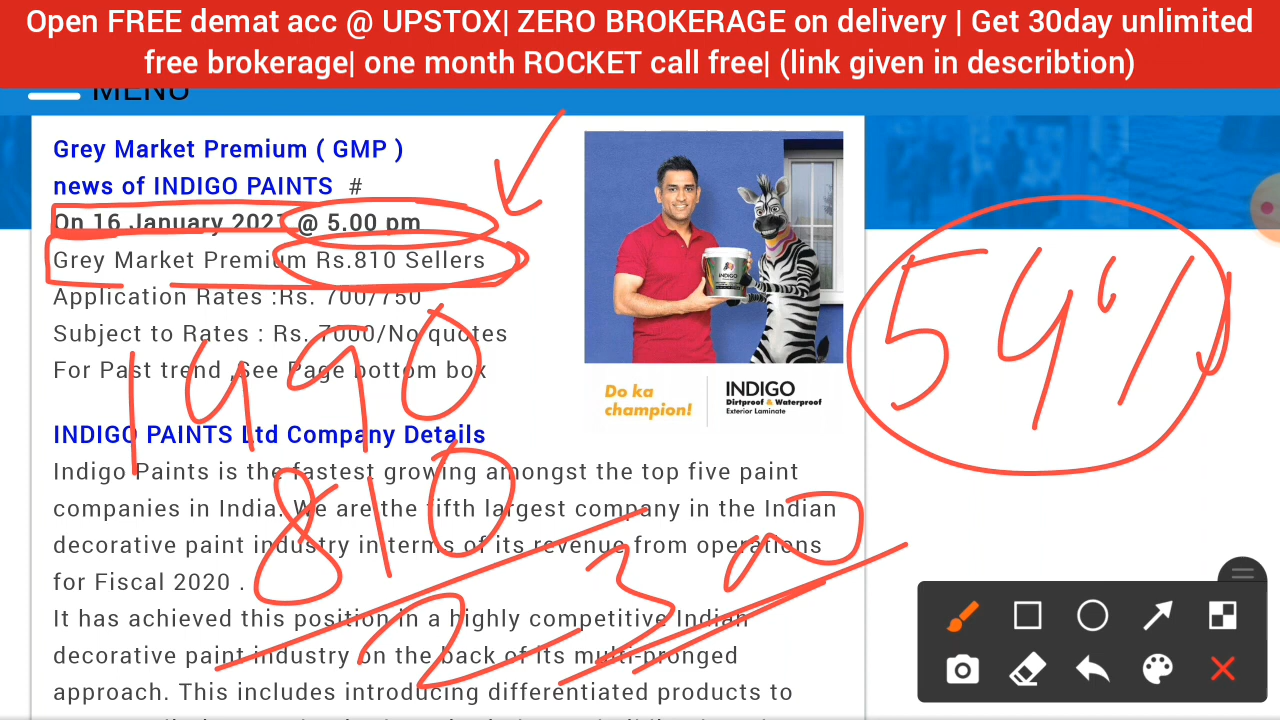 Open FREE demat acc @ UPSTOX| ZERO BROKERAGE on delivery | Get 30day unlimited
free brokerage| one month ROCKET call free| (link given in describtion)
MENU
Grey Market Premium ( GMP )
news of INDIGO PAINTS #
On 16 January 2021 @ 5.00 pm
Grey Market Premium Rs.810 Sellers
Application Rates :Rs. 700/750
Subject to Rates : Rs. 7000/No quotes
For Past trend ,See Page bottom box
1490
810
2300
54%
INDIGO
Do ka
champion!
INDIGO
Dirtproof & Waterproof
Exterior Laminate
INDIGO PAINTS Ltd Company Details
Indigo Paints is the fastest growing amongst the top five paint
companies in India. We are the fifth largest company in the Indian
decorative paint industry in terms of its revenue from operations
for Fiscal 2020 .
It has achieved this position in a highly competitive Indian
decorative paint industry on the back of its multi-pronged
approach. This includes introducing differentiated products to